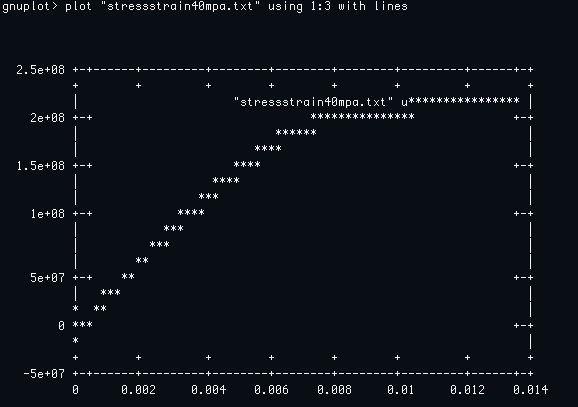 gnuplot> plot "stressstrain40mpa.txt" using 1:3 with lines
2.5e+08 +-+------+--------+-------+--------+-------+-------+--------+------+-+
+ + + + + + + +
| "stressstrain40mpa.txt" u**************** |
2e+08 +-+ *************** +-+
| ****** |
| **** |
1.5e+08 +-+ **** +-+
| **** |
| *** |
1e+08 +-+ **** +-+
| *** |
| *** |
| ** |
5e+07 +-+ ** +-+
| *** |
* ** |
0 *** +-+
* |
+ + + + + + + +
-5e+07 +-+------+--------+-------+--------+-------+-------+--------+------+-+
0 0.002 0.004 0.006 0.008 0.01 0.012 0.014